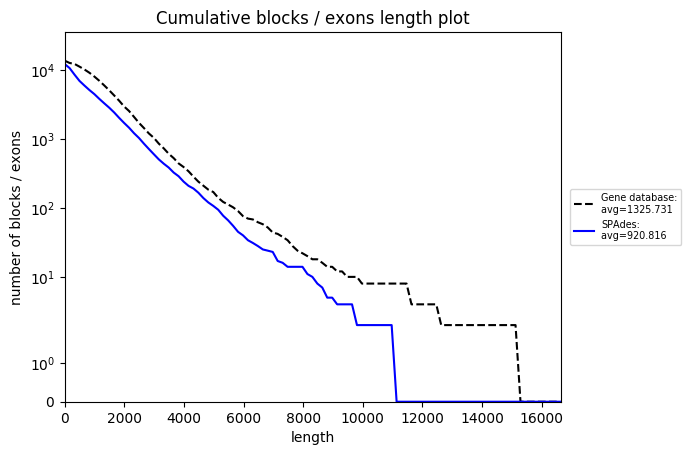 Cumulative blocks / exons length plot
number of blocks / exons
10^4
10^3
10^2
10^1
10^0
0
0 2000 4000 6000 8000 10000 12000 14000 16000
length
Gene database:
avg=1325.731
SPAdes:
avg=920.816